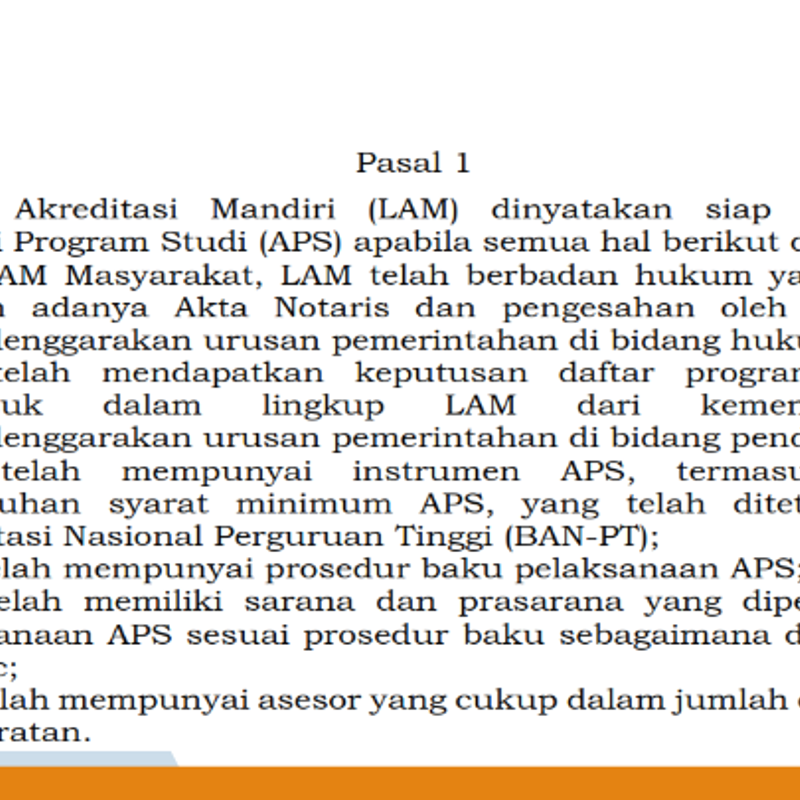 Pasal 1
Akreditasi Mandiri (LAM) dinyatakan siap
Program Studi (APS) apabila semua hal berikut
AM Masyarakat, LAM telah berbadan hukum ya
adanya Akta Notaris dan pengesahan oleh
lenggarakan urusan pemerintahan di bidang huku
telah mendapatkan keputusan daftar progra
uk dalam lingkup LAM dari kemen
lenggarakan urusan pemerintahan di bidang pend
telah mempunyai instrumen APS, termasu
uhan syarat minimum APS, yang telah ditet
tasi Nasional Perguruan Tinggi (BAN-PT);
elah mempunyai prosedur baku pelaksanaan APS;
elah memiliki sarana dan prasarana yang dipe
anaan APS sesuai prosedur baku sebagaimana d
c;
lah mempunyai asesor yang cukup dalam jumlah
ratan.